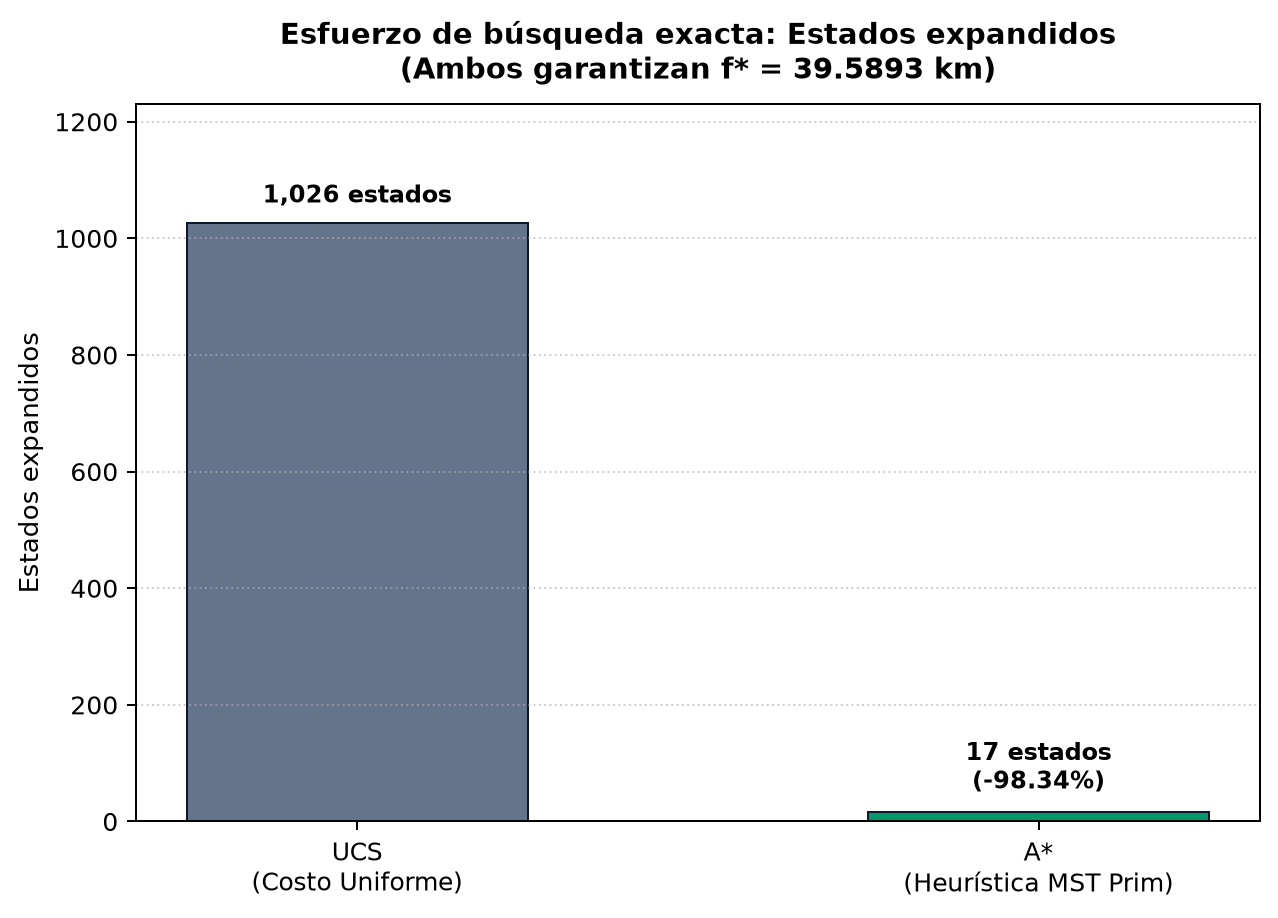 Esfuerzo de búsqueda exacta: Estados expandidos
(Ambos garantizan f* = 39.5893 km)
Estados expandidos
1200
1000
800
600
400
200
0
1,026 estados
17 estados
(-98.34%)
UCS
(Costo Uniforme)
A*
(Heurística MST Prim)